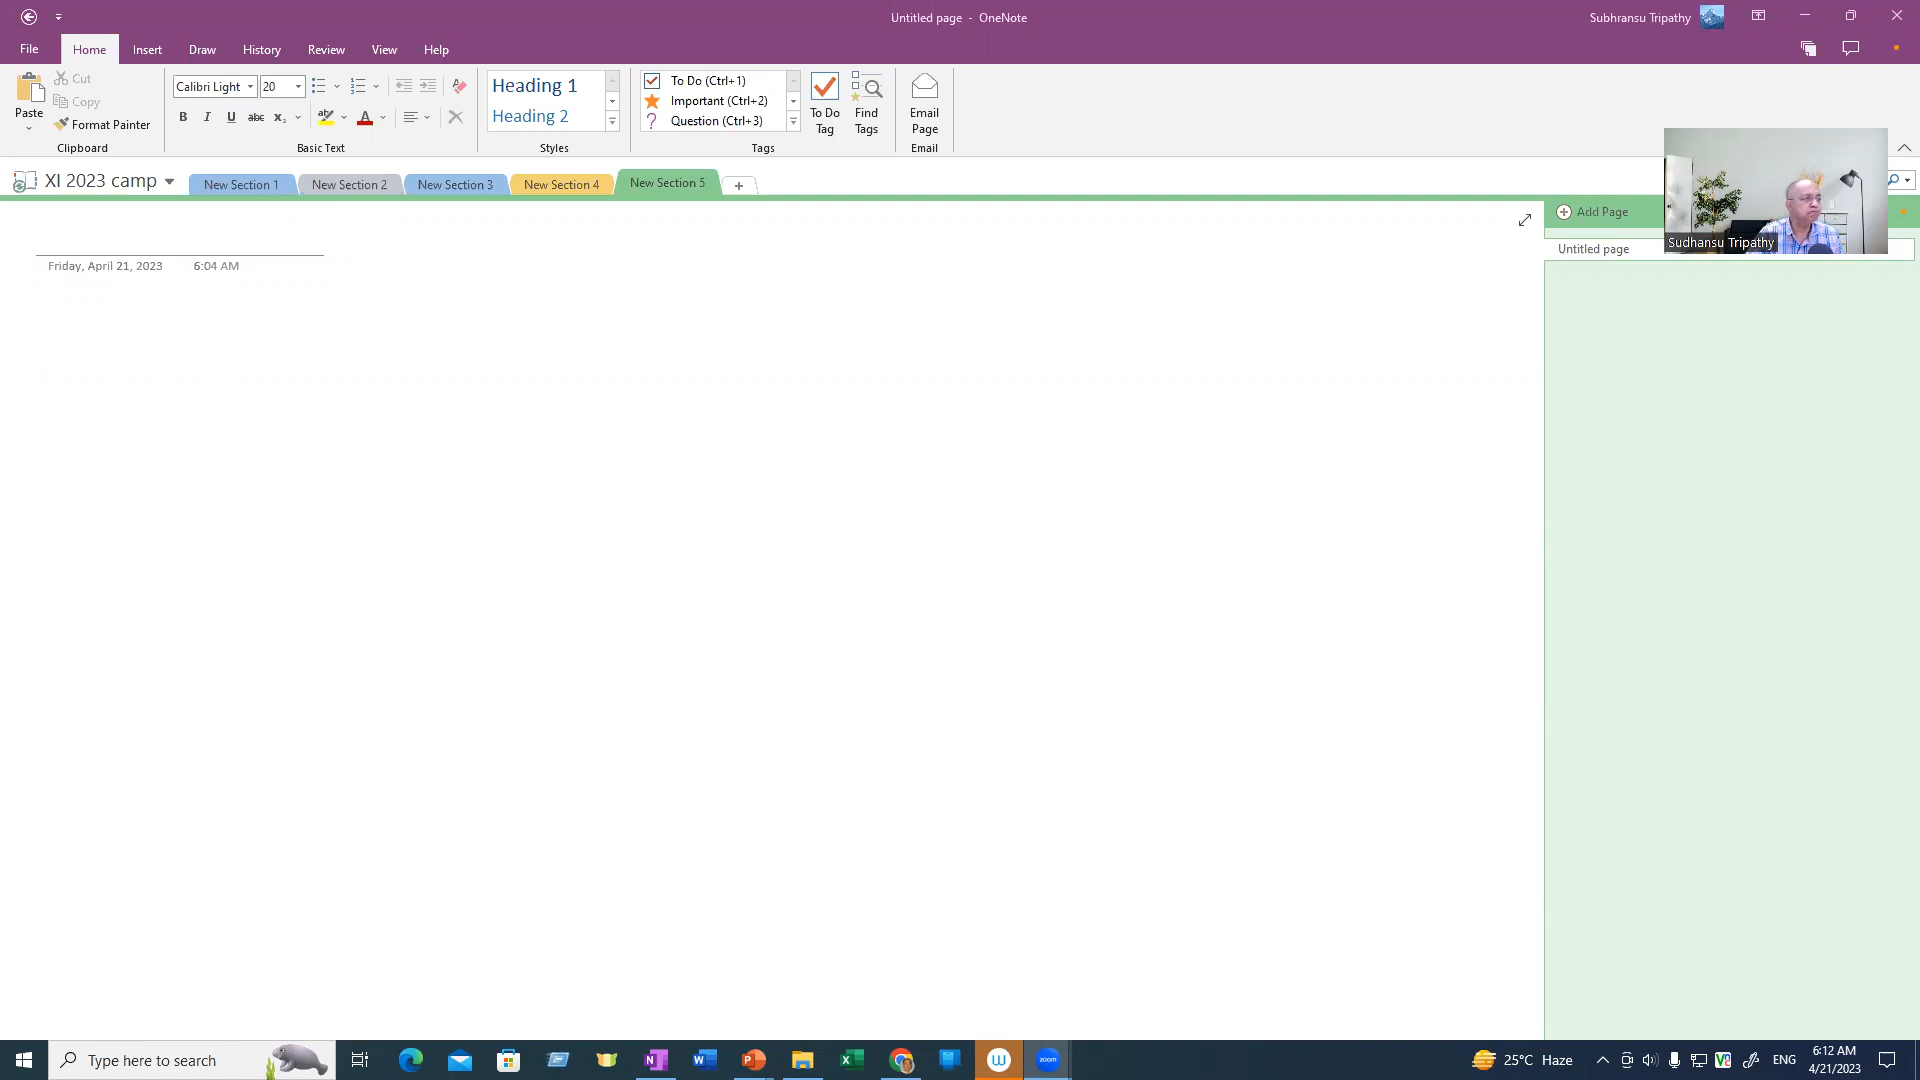 Untitled page - OneNote
Subhransu Tripathy
File Home Insert Draw History Review View Help
Paste
Cut
Copy
Format Painter
Clipboard
Calibri Light 20
B I U abc x₂ ab A
Basic Text
Heading 1
Heading 2
Styles
To Do (Ctrl+1)
Important (Ctrl+2)
Question (Ctrl+3)
Tags
To Do Tag
Find Tags
Email Page
Email
XI 2023 camp New Section 1 New Section 2 New Section 3 New Section 4 New Section 5
Add Page
Sudhansu Tripathy
Untitled page
Friday, April 21, 2023 6:04 AM
Type here to search
zoom
25°C Haze
ENG
6:12 AM
4/21/2023